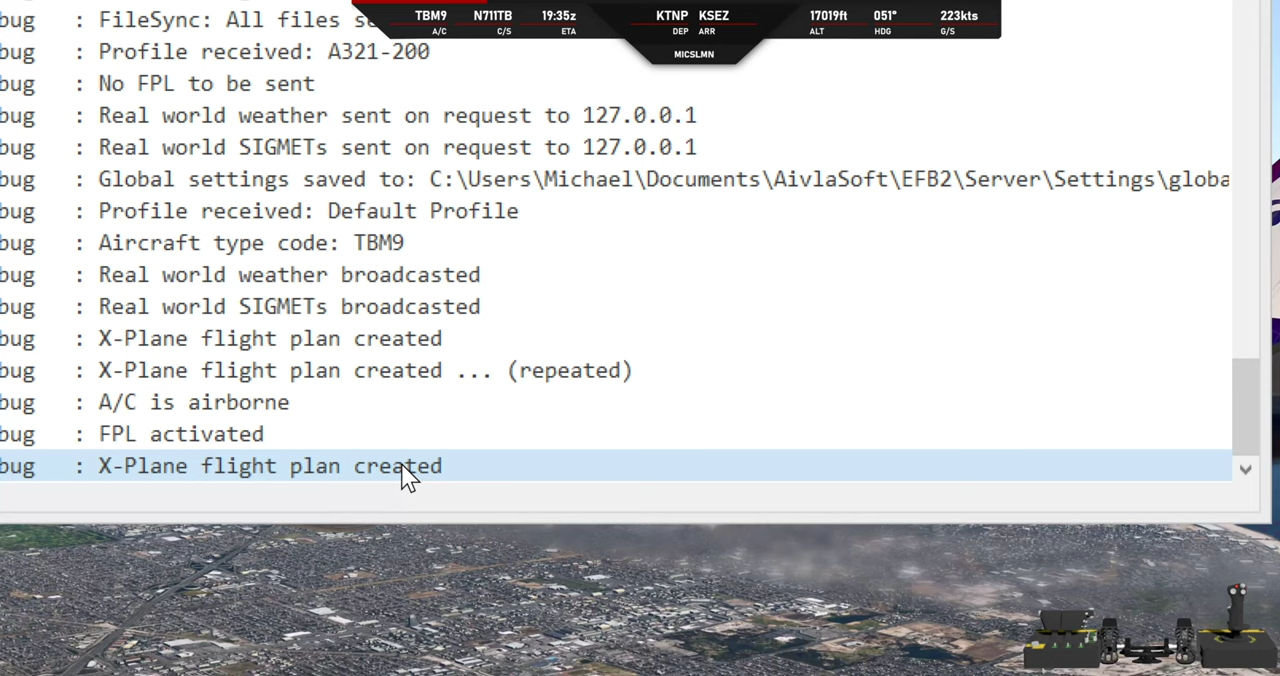 bug : FileSync: All files se
TBM9 N711TB 19:35z KTNP KSEZ 17019ft 051° 223kts
A/C C/S ETA DEP ARR ALT HDG G/S
MICSLMN
bug : Profile received: A321-200
bug : No FPL to be sent
bug : Real world weather sent on request to 127.0.0.1
bug : Real world SIGMETs sent on request to 127.0.0.1
bug : Global settings saved to: C:\Users\Michael\Documents\AivlaSoft\EFB2\Server\Settings\globa
bug : Profile received: Default Profile
bug : Aircraft type code: TBM9
bug : Real world weather broadcasted
bug : Real world SIGMETs broadcasted
bug : X-Plane flight plan created
bug : X-Plane flight plan created ... (repeated)
bug : A/C is airborne
bug : FPL activated
bug : X-Plane flight plan created